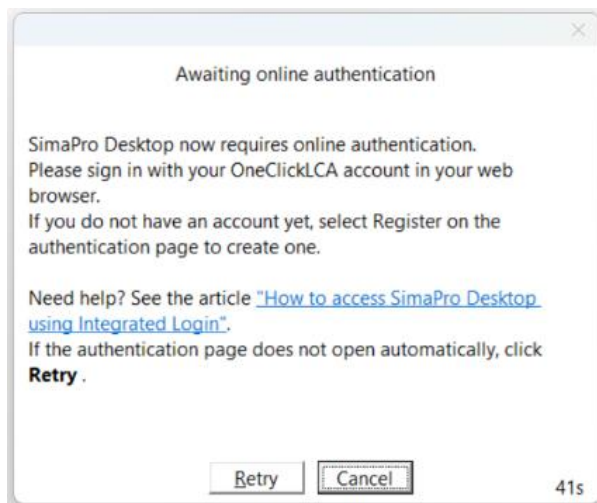 Awaiting online authentication
SimaPro Desktop now requires online authentication.
Please sign in with your OneClickLCA account in your web
browser.
If you do not have an account yet, select Register on the
authentication page to create one.
Need help? See the article "How to access SimaPro Desktop
using Integrated Login".
If the authentication page does not open automatically, click
Retry .
Retry
Cancel
41s